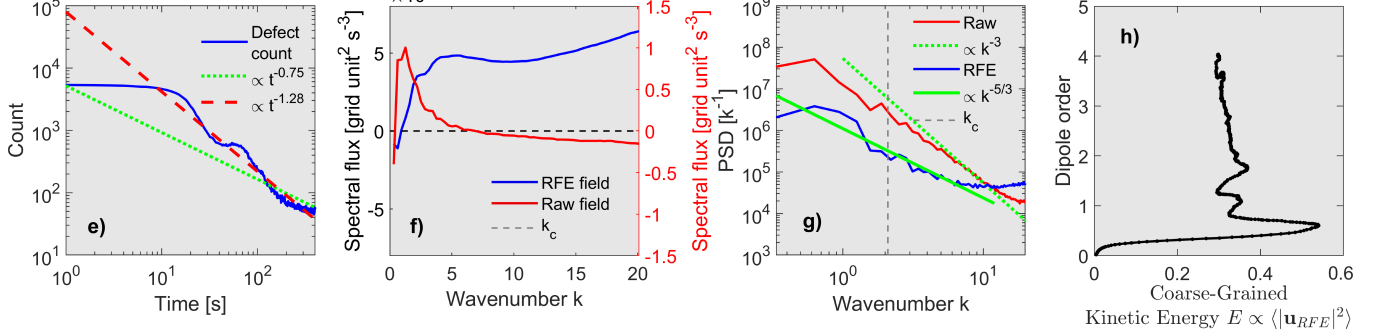 10^5
10^4
10^3
10^2
10^1
Count
Defect
count
∝ t^-0.75
∝ t^-1.28
e)
10^0
10^1
10^2
Time [s]
Spectral flux [grid unit^2 s^-3]
5
0
-5
RFE field
Raw field
k_c
f)
0
5
10
15
20
Wavenumber k
1.5
1
0.5
0
-0.5
-1
-1.5
Spectral flux [grid unit^2 s^-3]
PSD [k^-1]
10^9
10^8
10^7
10^6
10^5
10^4
10^3
Raw
∝ k^-3
RFE
∝ k^-5/3
k_c
g)
10^0
10^1
Wavenumber k
Dipole order
5
4
3
2
1
0
h)
0
0.2
0.4
0.6
Coarse-Grained
Kinetic Energy E ∝ ⟨|u_RFE|^2⟩